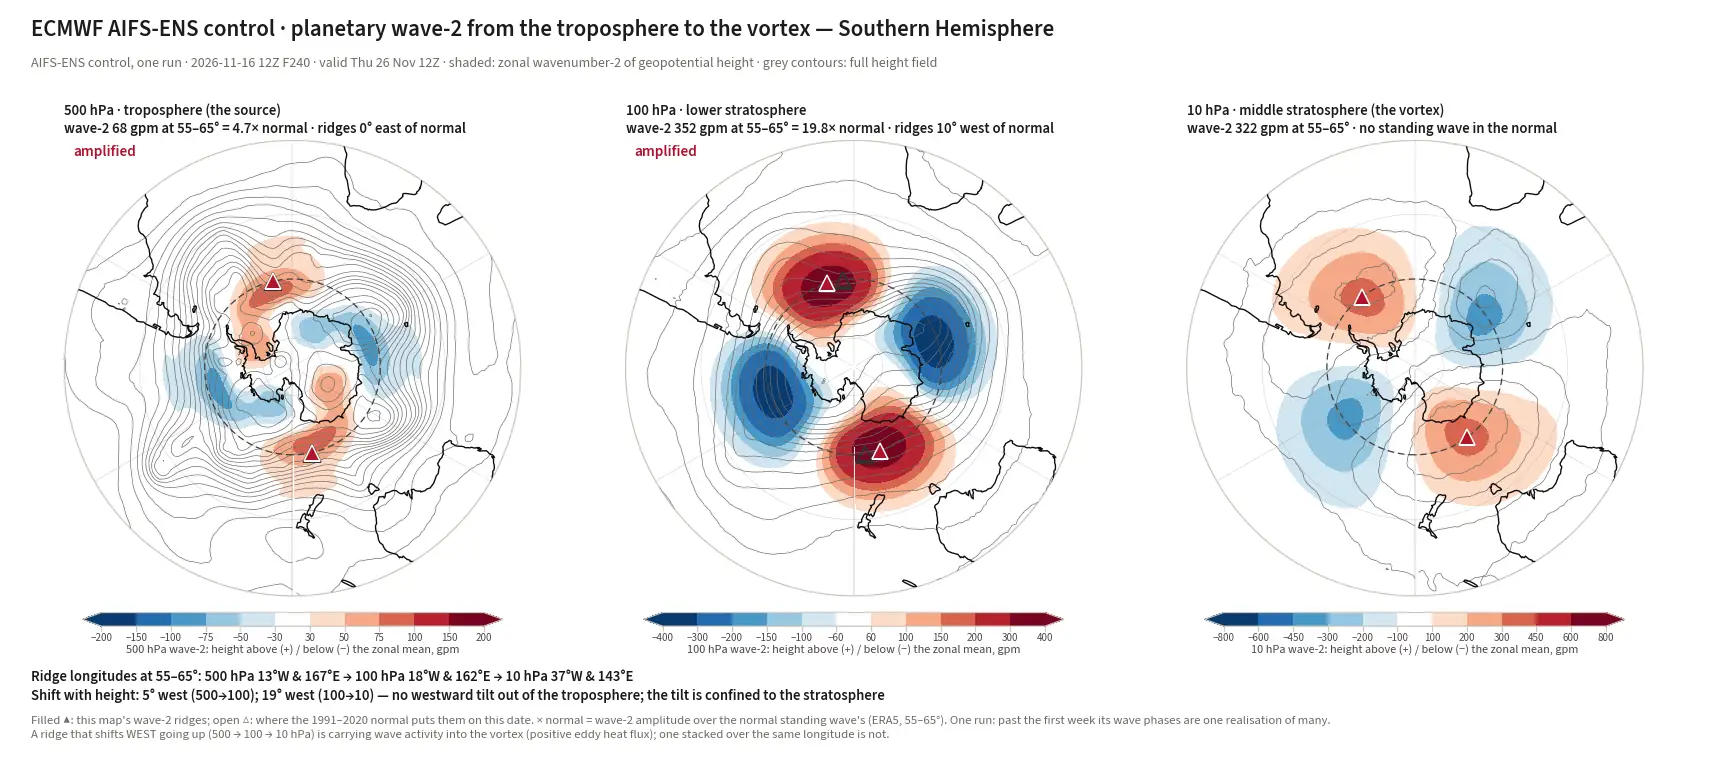 ECMWF AIFS-ENS control · planetary wave-2 from the troposphere to the vortex — Southern Hemisphere
AIFS-ENS control, one run · 2026-11-16 12Z F240 · valid Thu 26 Nov 12Z · shaded: zonal wavenumber-2 of geopotential height · grey contours: full height field
500 hPa · troposphere (the source)
wave-2 68 gpm at 55–65° = 4.7× normal · ridges 0° east of normal
amplified
100 hPa · lower stratosphere
wave-2 352 gpm at 55–65° = 19.8× normal · ridges 10° west of normal
amplified
10 hPa · middle stratosphere (the vortex)
wave-2 322 gpm at 55–65° · no standing wave in the normal
−200 −150 −100 −75 −50 −30 30 50 75 100 150 200
500 hPa wave-2: height above (+) / below (−) the zonal mean, gpm
−400 −300 −200 −150 −100 −60 60 100 150 200 300 400
100 hPa wave-2: height above (+) / below (−) the zonal mean, gpm
−800 −600 −450 −300 −200 −100 100 200 300 450 600 800
10 hPa wave-2: height above (+) / below (−) the zonal mean, gpm
Ridge longitudes at 55–65°: 500 hPa 13°W & 167°E → 100 hPa 18°W & 162°E → 10 hPa 37°W & 143°E
Shift with height: 5° west (500→100); 19° west (100→10) — no westward tilt out of the troposphere; the tilt is confined to the stratosphere
Filled ▲: this map's wave-2 ridges; open △: where the 1991–2020 normal puts them on this date. × normal = wave-2 amplitude over the normal standing wave's (ERA5, 55–65°). One run: past the first week its wave phases are one realisation of many.
A ridge that shifts WEST going up (500 → 100 → 10 hPa) is carrying wave activity into the vortex (positive eddy heat flux); one stacked over the same longitude is not.